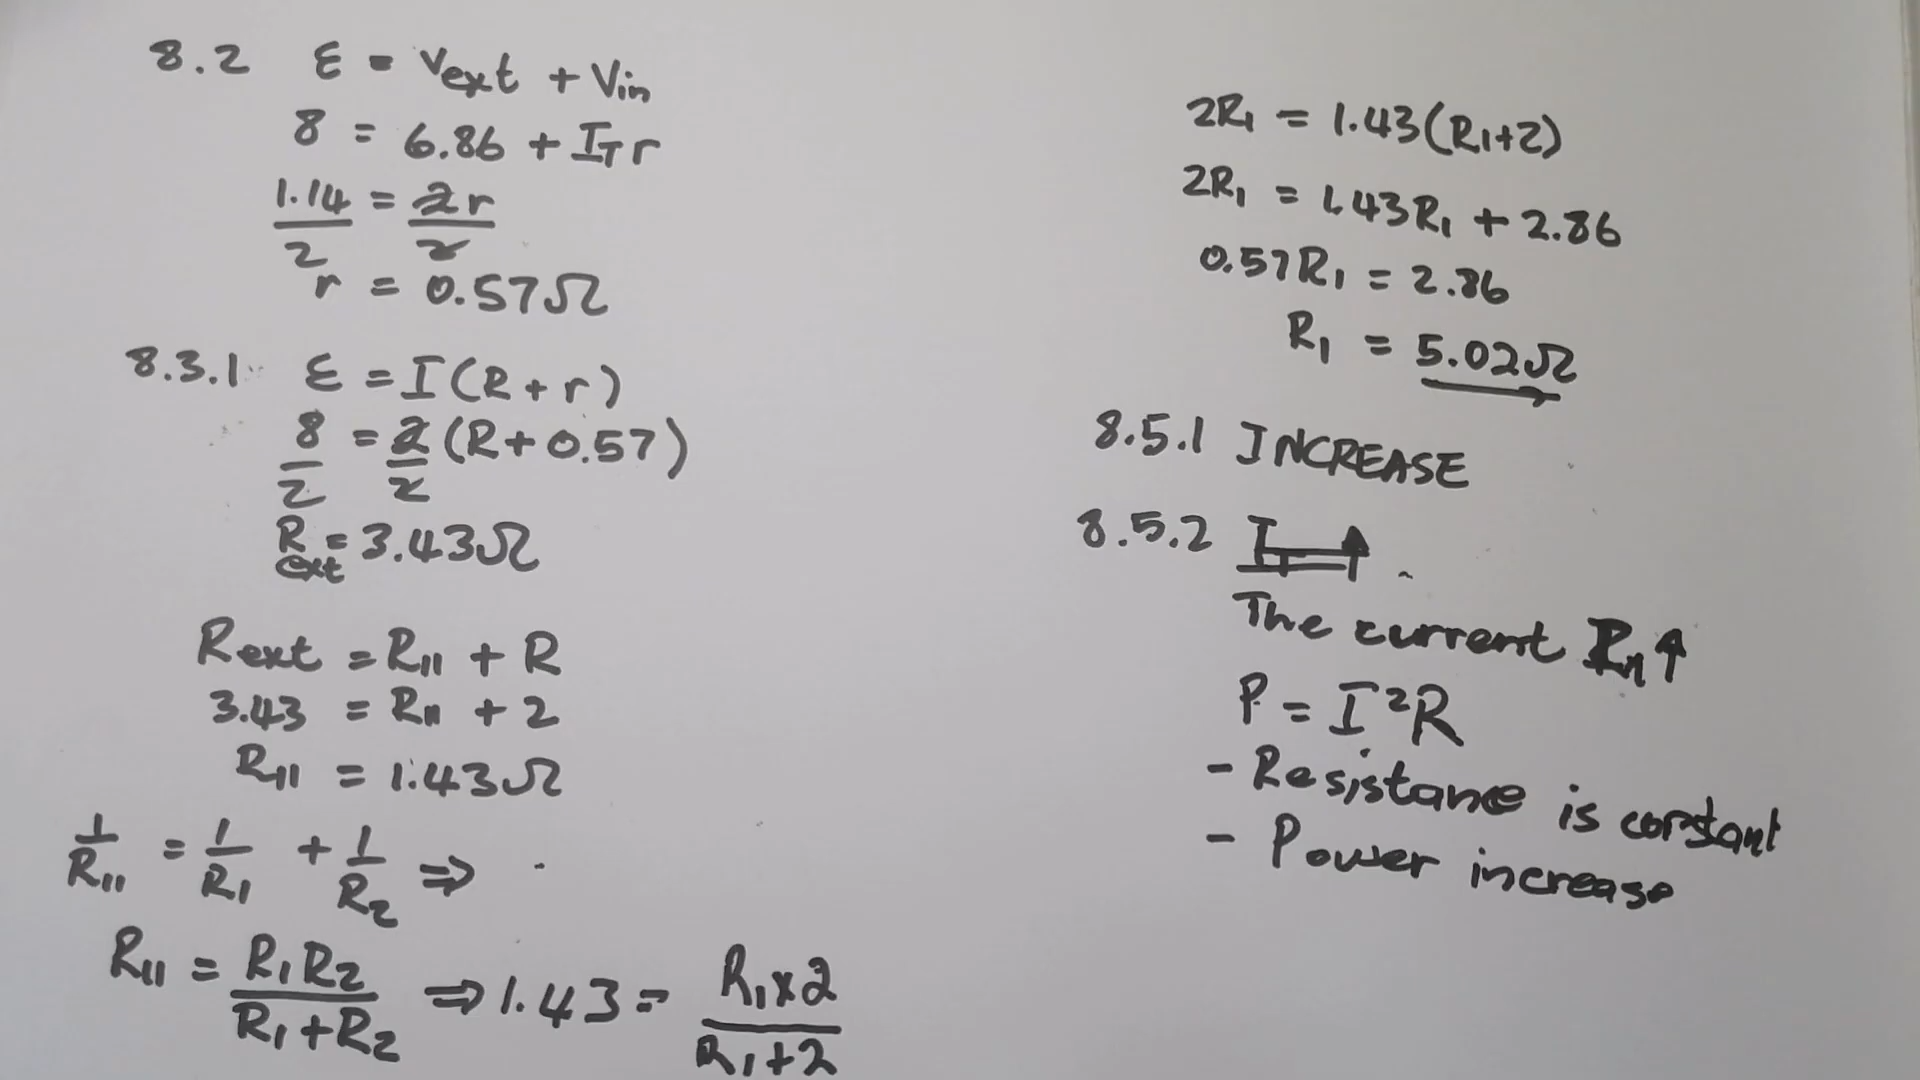 8.2 ε = Vext + Vin
8 = 6.86 + ITr
1.14/2 = 2r/2
r = 0.57Ω
8.3.1 ε = I(R + r)
8/2 = 2/2 (R + 0.57)
Rext = 3.43Ω
Rext = R11 + R
3.43 = R11 + 2
R11 = 1.43Ω
1/R11 = 1/R1 + 1/R2 ⇒
R11 = R1R2/R1+R2 ⇒ 1.43 = R1x2/R1+2
2R1 = 1.43(R1+2)
2R1 = 1.43R1 + 2.86
0.57R1 = 2.86
R1 = 5.02Ω
8.5.1 INCREASE
8.5.2 IT ↑
The current ↑
P = I²R
- Resistance is constant
- Power increase